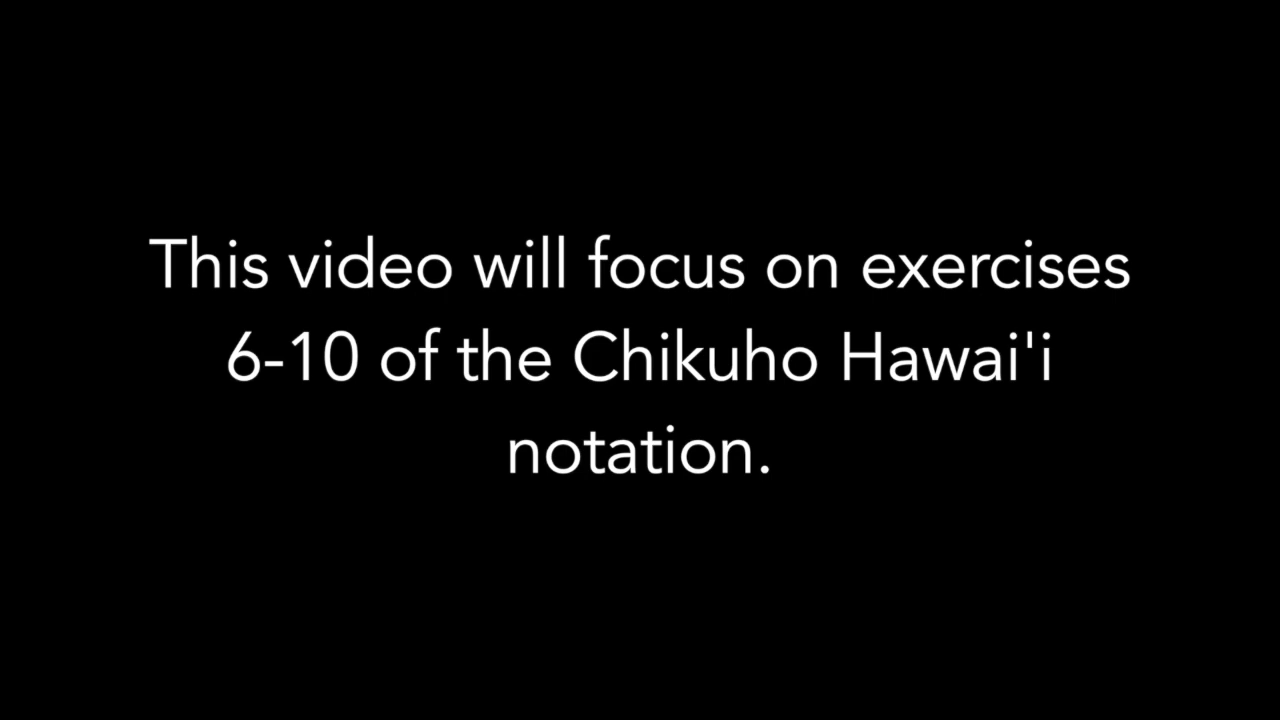 This video will focus on exercises
6-10 of the Chikuho Hawai'i
notation.